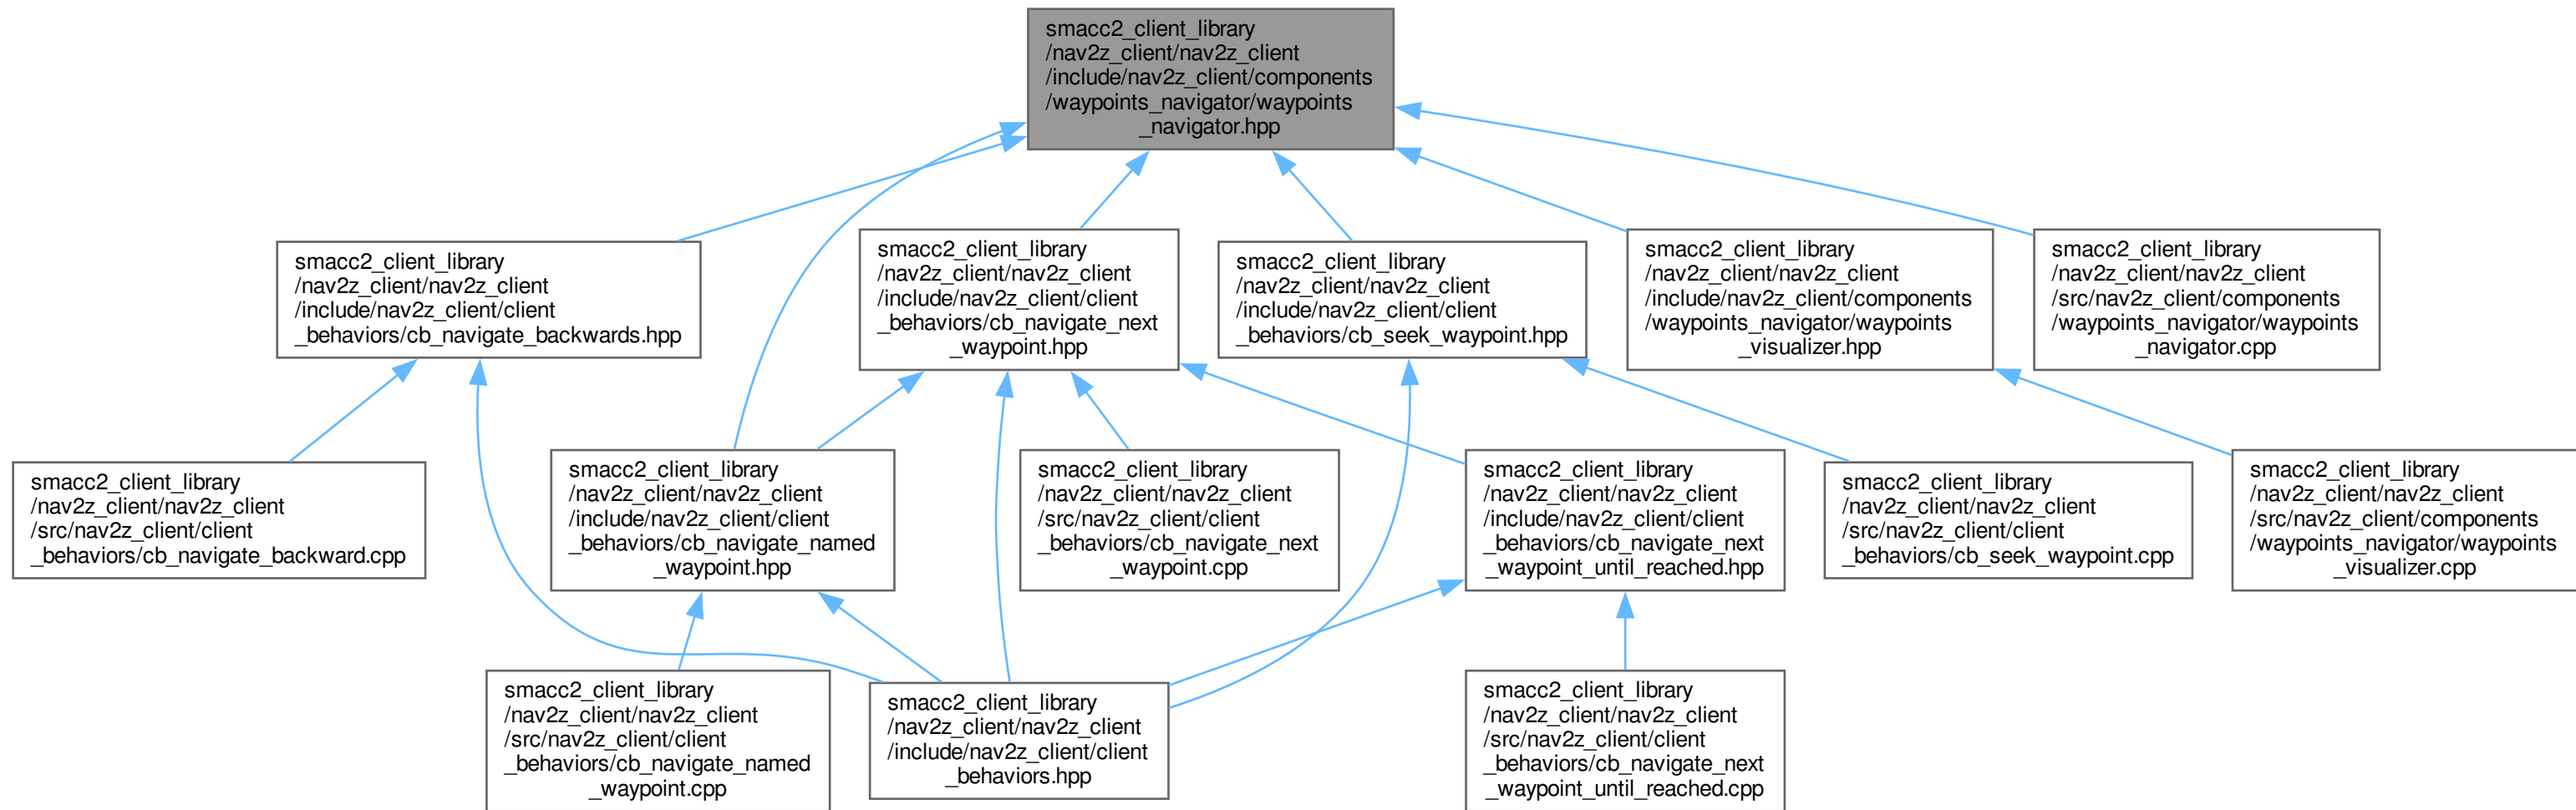 smacc2_client_library
/nav2z_client/nav2z_client
/include/nav2z_client/components
/waypoints_navigator/waypoints
_navigator.hpp
smacc2_client_library
/nav2z_client/nav2z_client
/include/nav2z_client/client
_behaviors/cb_navigate_backwards.hpp
smacc2_client_library
/nav2z_client/nav2z_client
/include/nav2z_client/client
_behaviors/cb_navigate_next
_waypoint.hpp
smacc2_client_library
/nav2z_client/nav2z_client
/include/nav2z_client/client
_behaviors/cb_seek_waypoint.hpp
smacc2_client_library
/nav2z_client/nav2z_client
/include/nav2z_client/components
/waypoints_navigator/waypoints
_visualizer.hpp
smacc2_client_library
/nav2z_client/nav2z_client
/src/nav2z_client/components
/waypoints_navigator/waypoints
_navigator.cpp
smacc2_client_library
/nav2z_client/nav2z_client
/src/nav2z_client/client
_behaviors/cb_navigate_backward.cpp
smacc2_client_library
/nav2z_client/nav2z_client
/include/nav2z_client/client
_behaviors/cb_navigate_named
_waypoint.hpp
smacc2_client_library
/nav2z_client/nav2z_client
/src/nav2z_client/client
_behaviors/cb_navigate_next
_waypoint.cpp
smacc2_client_library
/nav2z_client/nav2z_client
/include/nav2z_client/client
_behaviors/cb_navigate_next
_waypoint_until_reached.hpp
smacc2_client_library
/nav2z_client/nav2z_client
/src/nav2z_client/client
_behaviors/cb_seek_waypoint.cpp
smacc2_client_library
/nav2z_client/nav2z_client
/src/nav2z_client/components
/waypoints_navigator/waypoints
_visualizer.cpp
smacc2_client_library
/nav2z_client/nav2z_client
/src/nav2z_client/client
_behaviors/cb_navigate_named
_waypoint.cpp
smacc2_client_library
/nav2z_client/nav2z_client
/include/nav2z_client/client
_behaviors.hpp
smacc2_client_library
/nav2z_client/nav2z_client
/src/nav2z_client/client
_behaviors/cb_navigate_next
_waypoint_until_reached.cpp